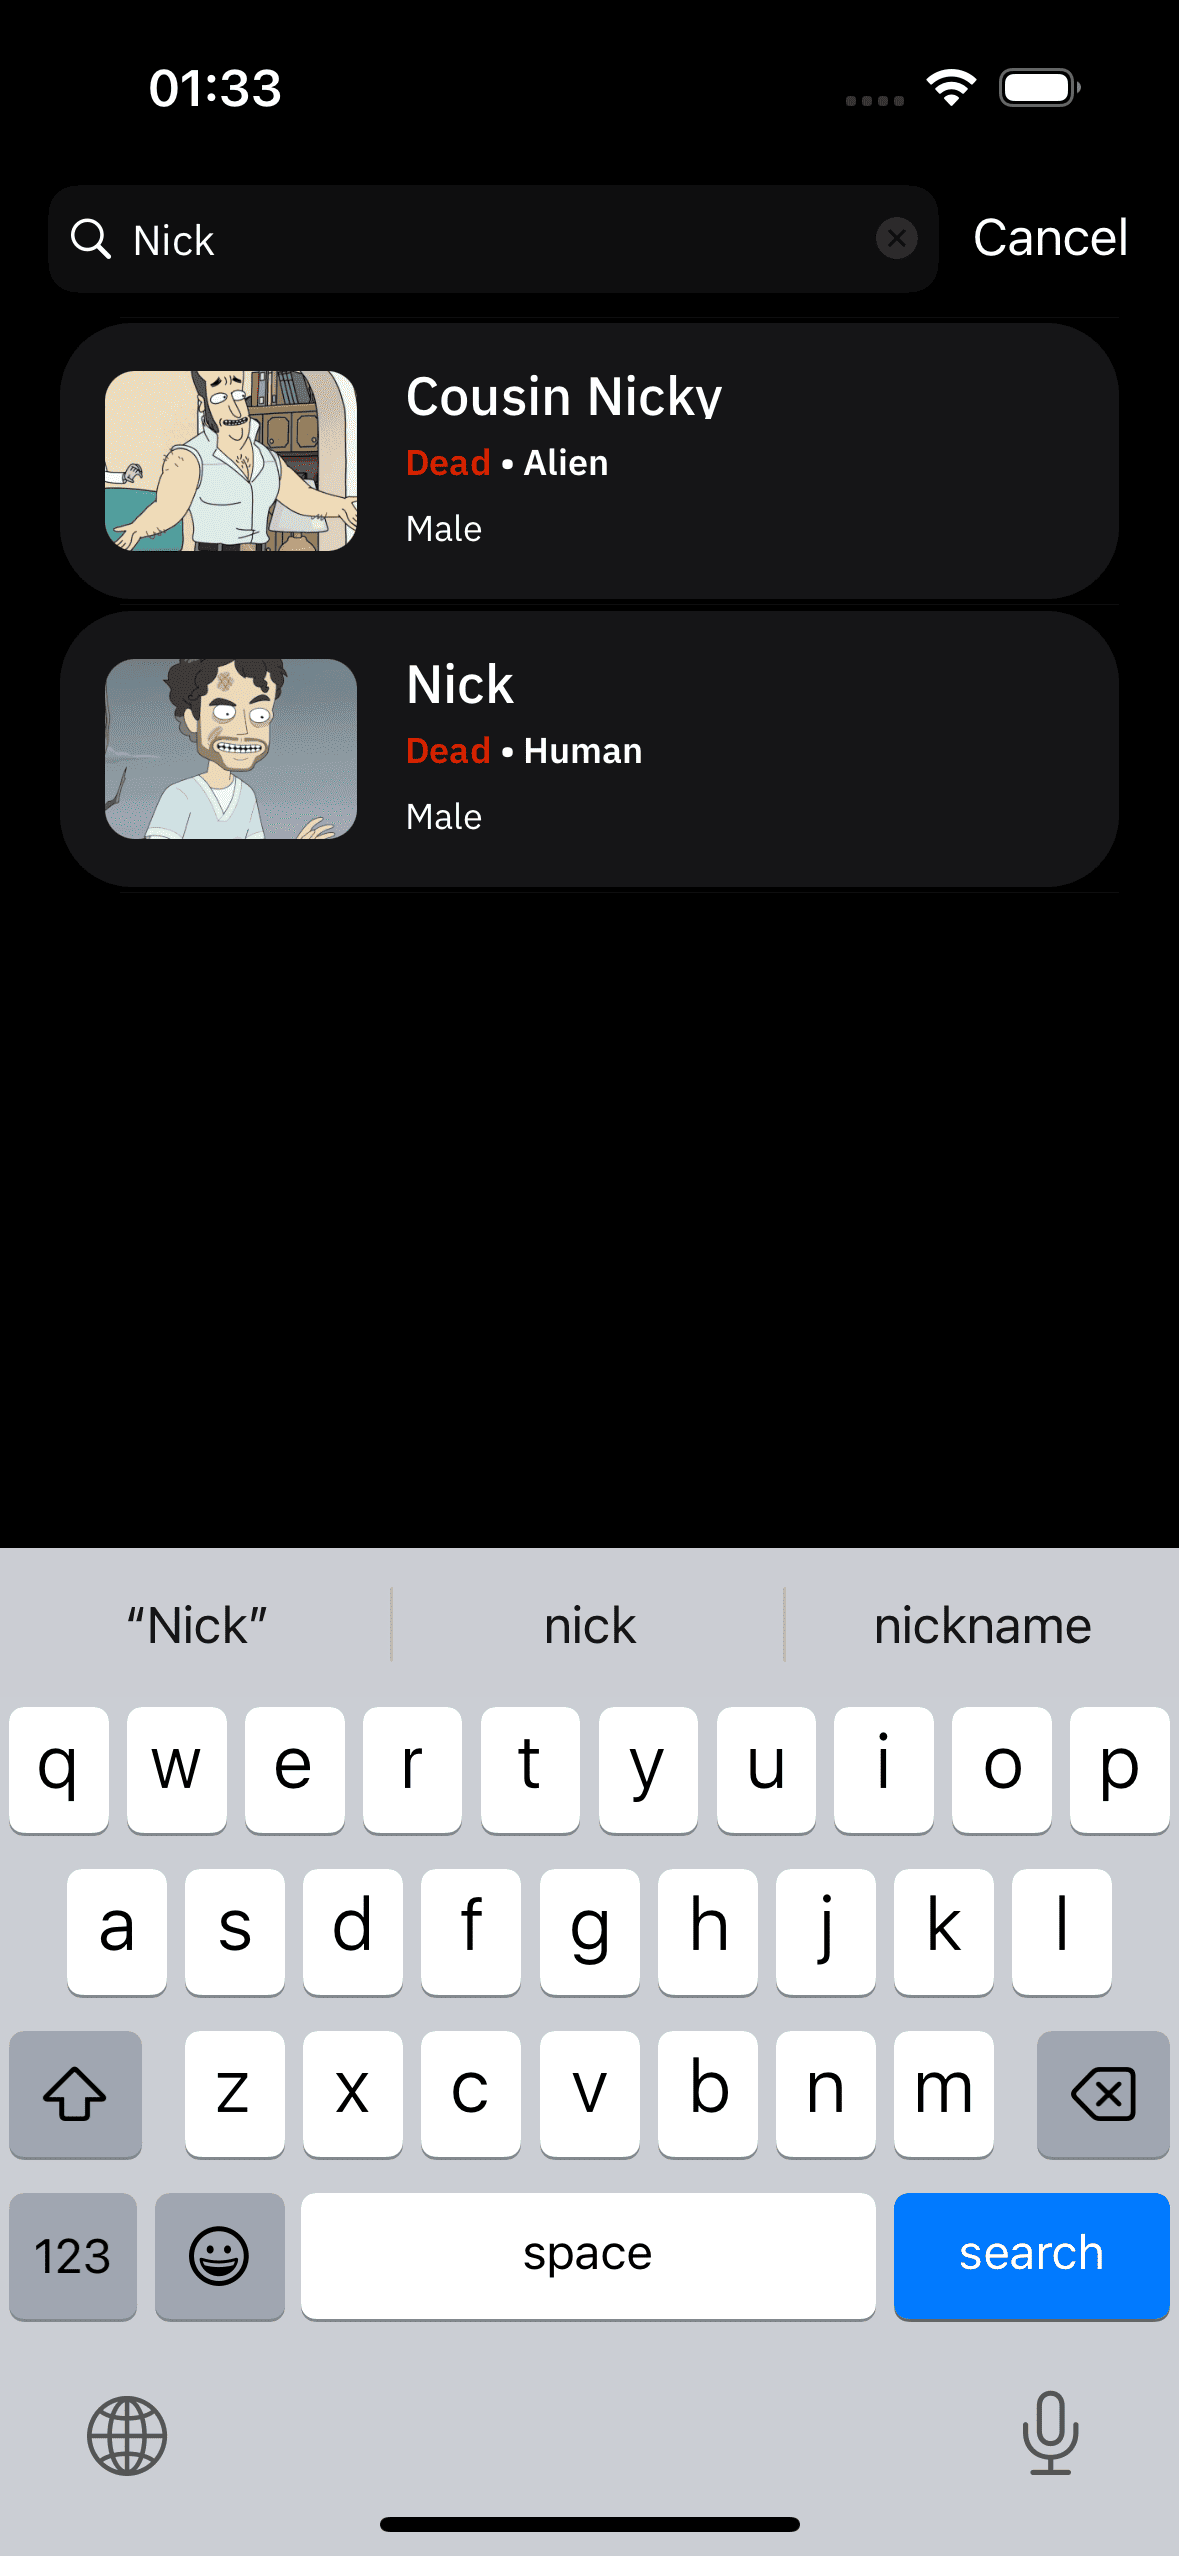 01:33
Nick
Cancel
Cousin Nicky
Dead • Alien
Male
Nick
Dead • Human
Male
“Nick”
nick
nickname
q w e r t y u i o p
a s d f g h j k l
z x c v b n m
123
space
search